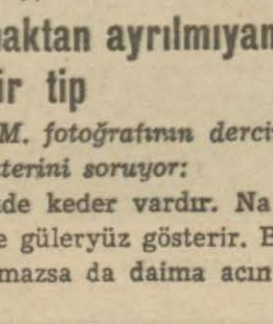 aktan ayrılmıyan
ir tip
M. fotoğrafının derci
terini soruyor:
de keder vardır. Na
e güleryüz gösterir. B
mazsa da daima acın